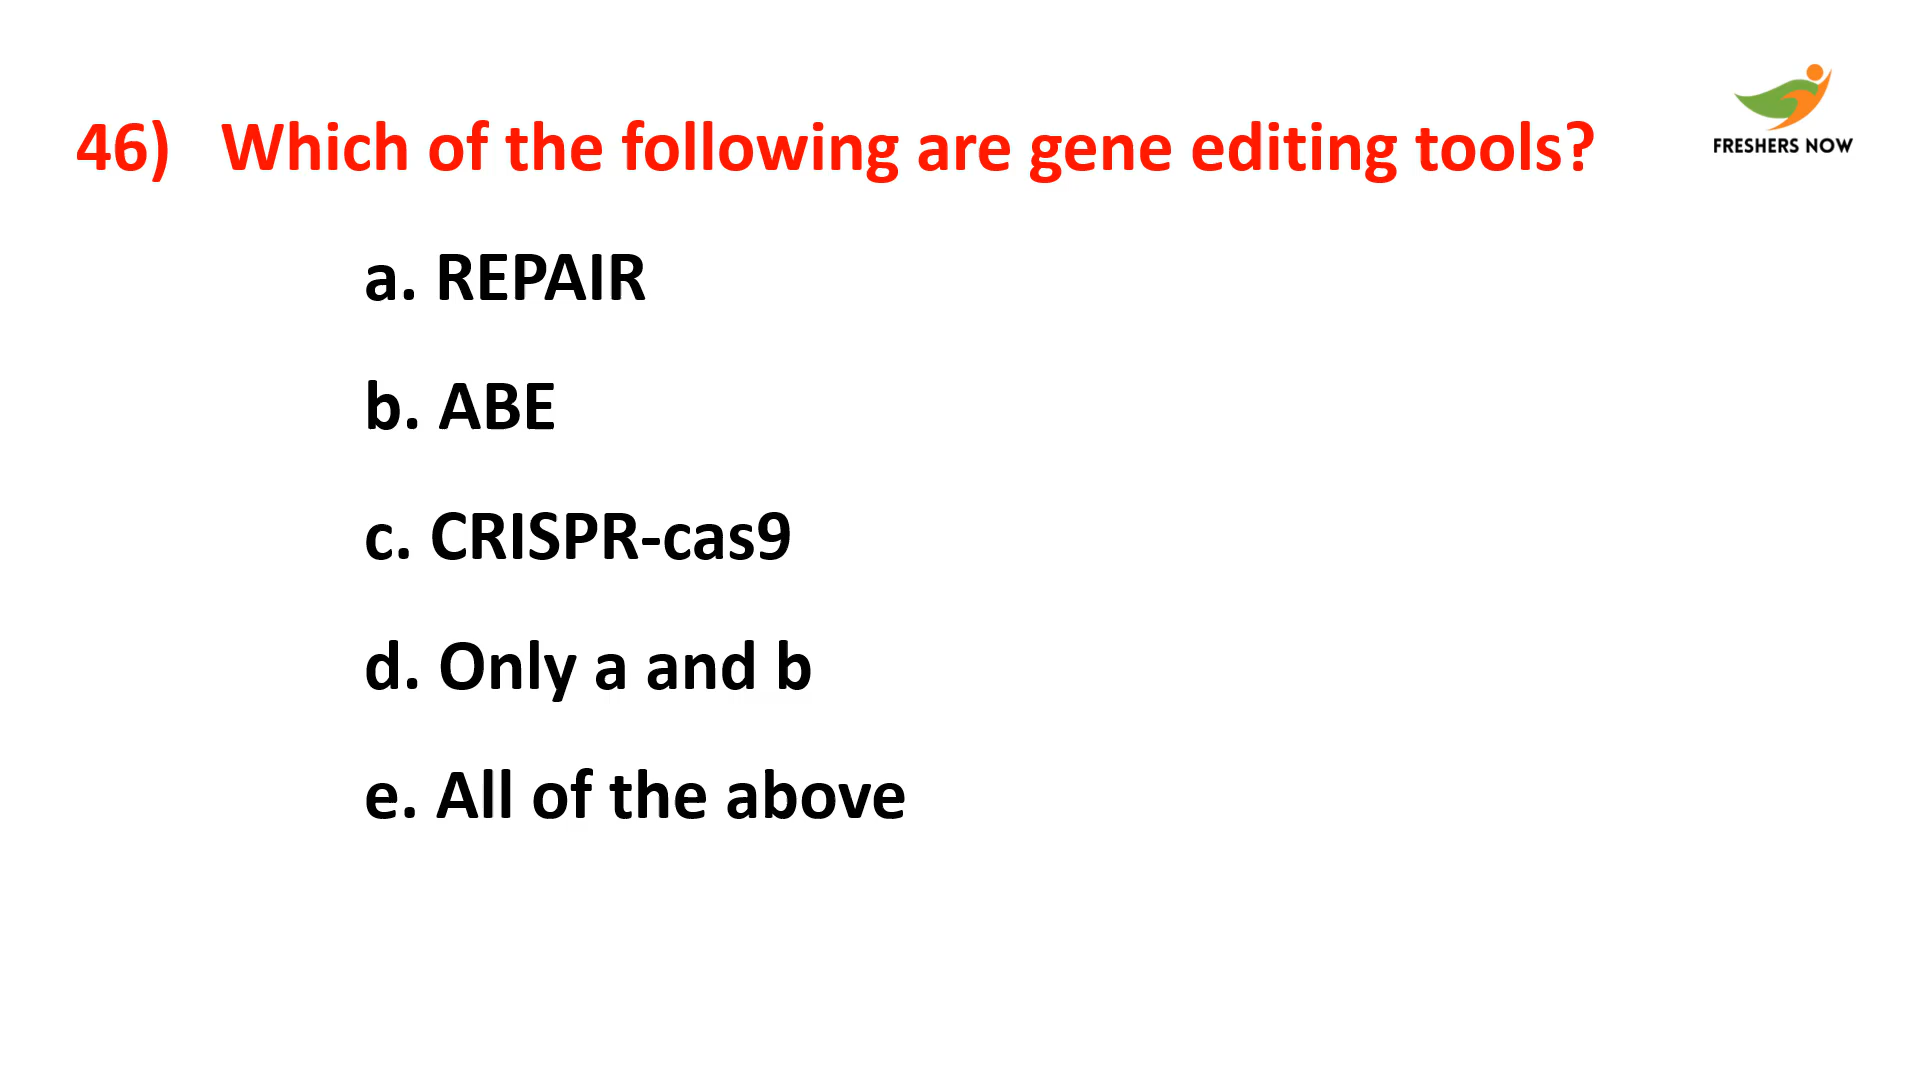 46) Which of the following are gene editing tools?
FRESHERS NOW
a. REPAIR
b. ABE
c. CRISPR-cas9
d. Only a and b
e. All of the above